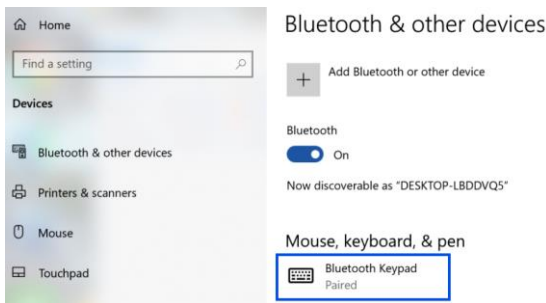 Home
Find a setting
Devices
Bluetooth & other devices
Printers & scanners
Mouse
Touchpad
Bluetooth & other devices
Add Bluetooth or other device
Bluetooth
On
Now discoverable as "DESKTOP-LBDDVQ5"
Mouse, keyboard, & pen
Bluetooth Keypad
Paired